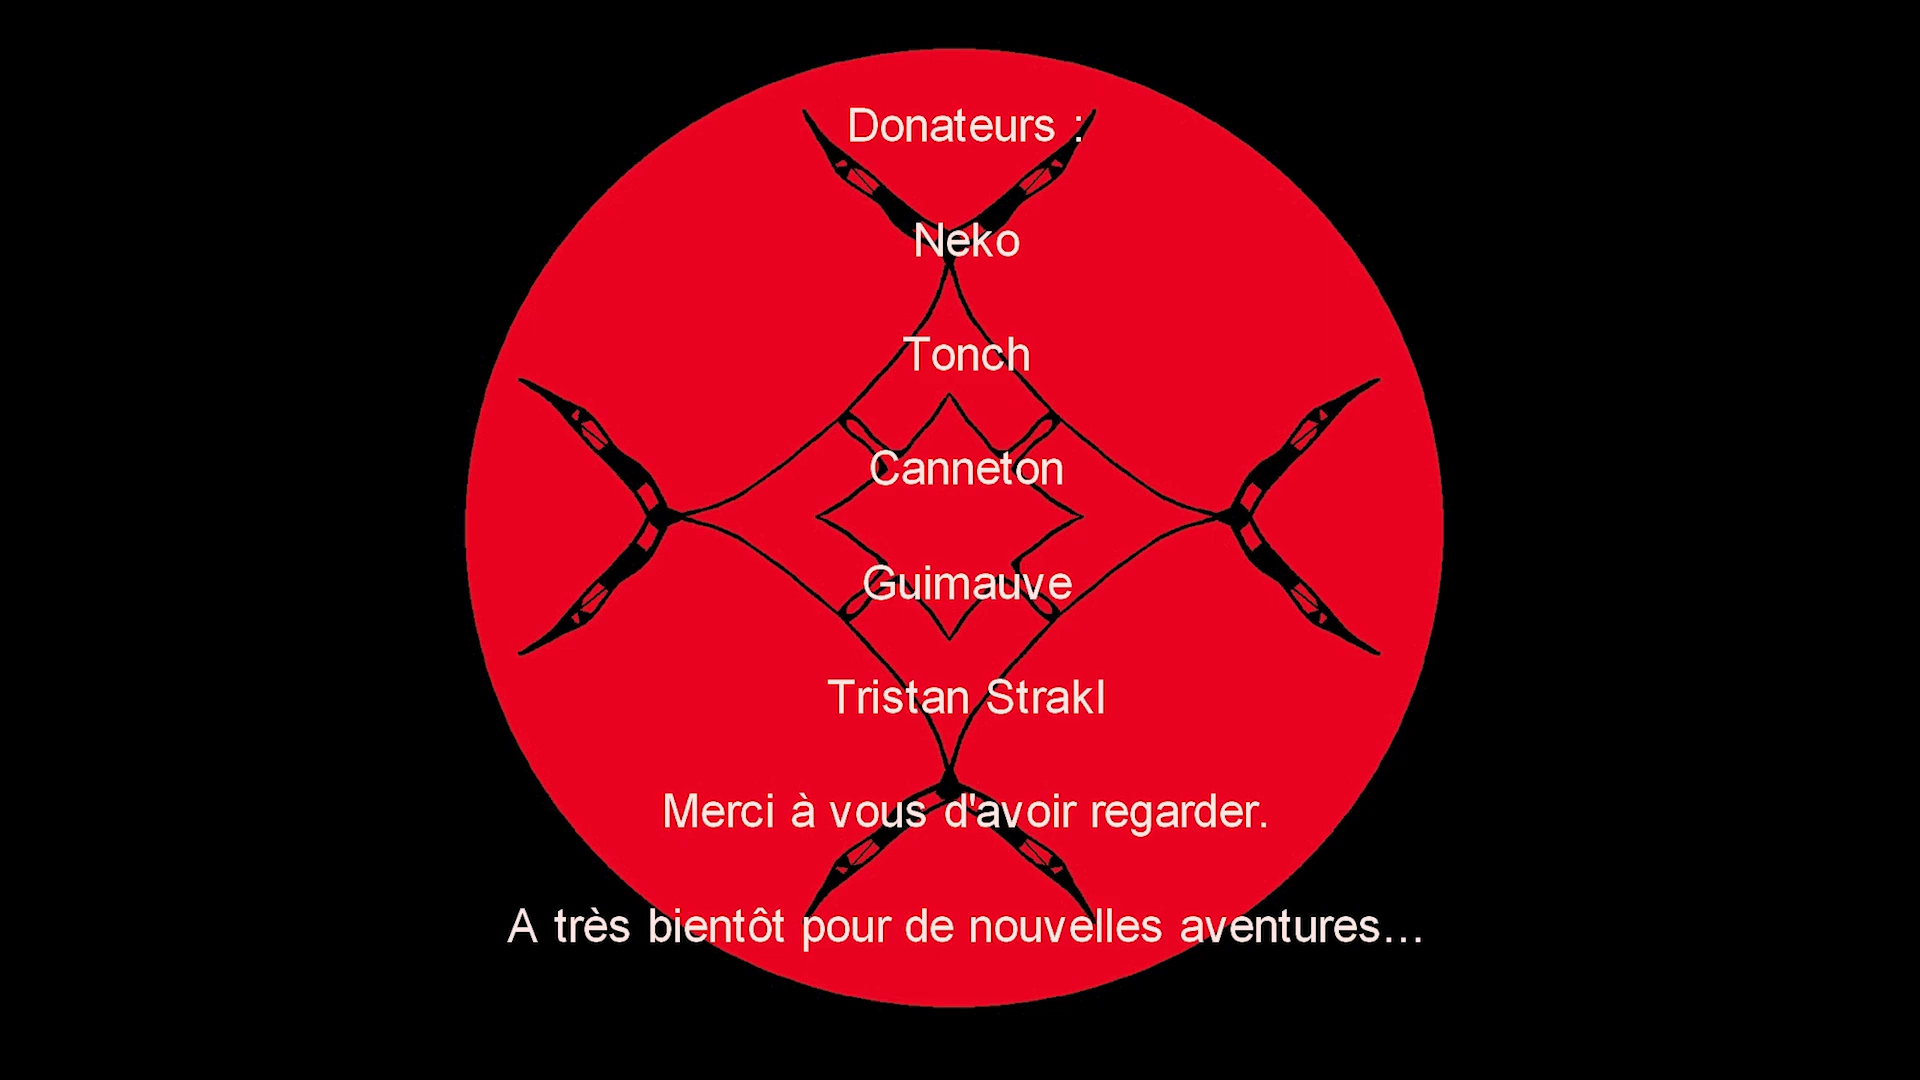 Donateurs :
Neko
Tonch
Canneton
Guimauve
Tristan Strakl
Merci à vous d'avoir regarder.
A très bientôt pour de nouvelles aventures...